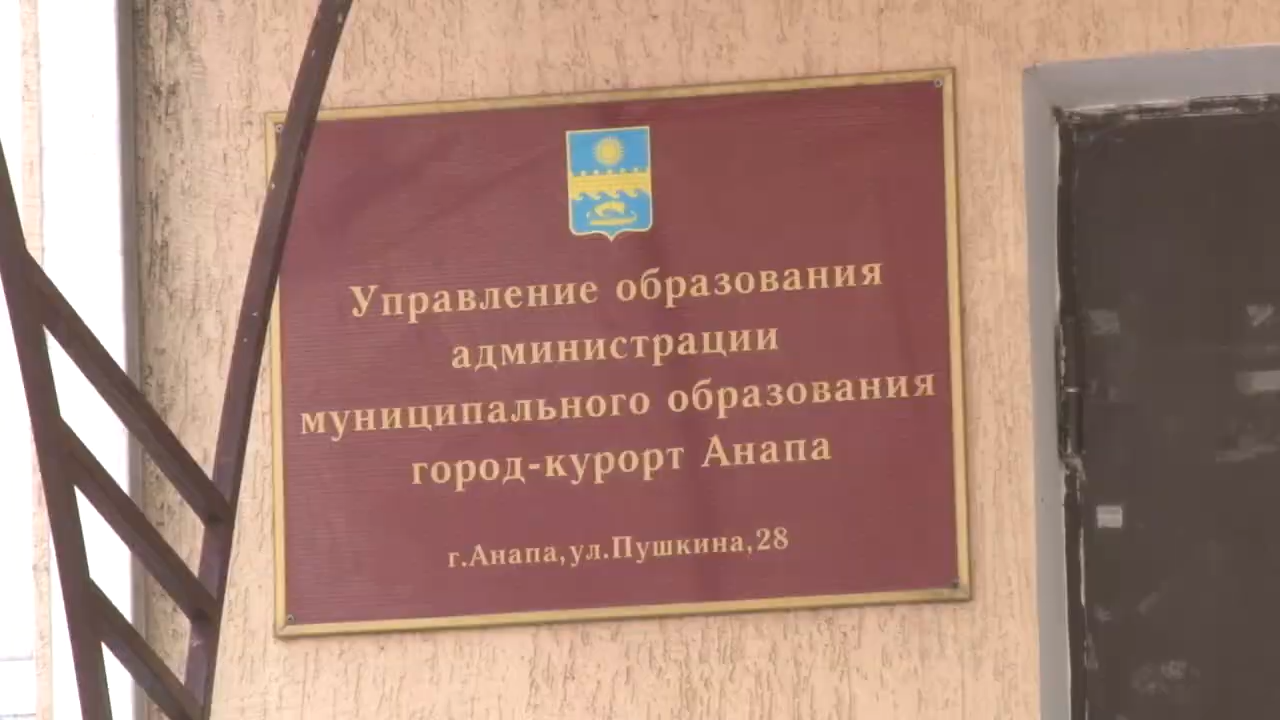 Управление образования
администрации
муниципального образования
город-курорт Анапа
г.Анапа,ул.Пушкина,28